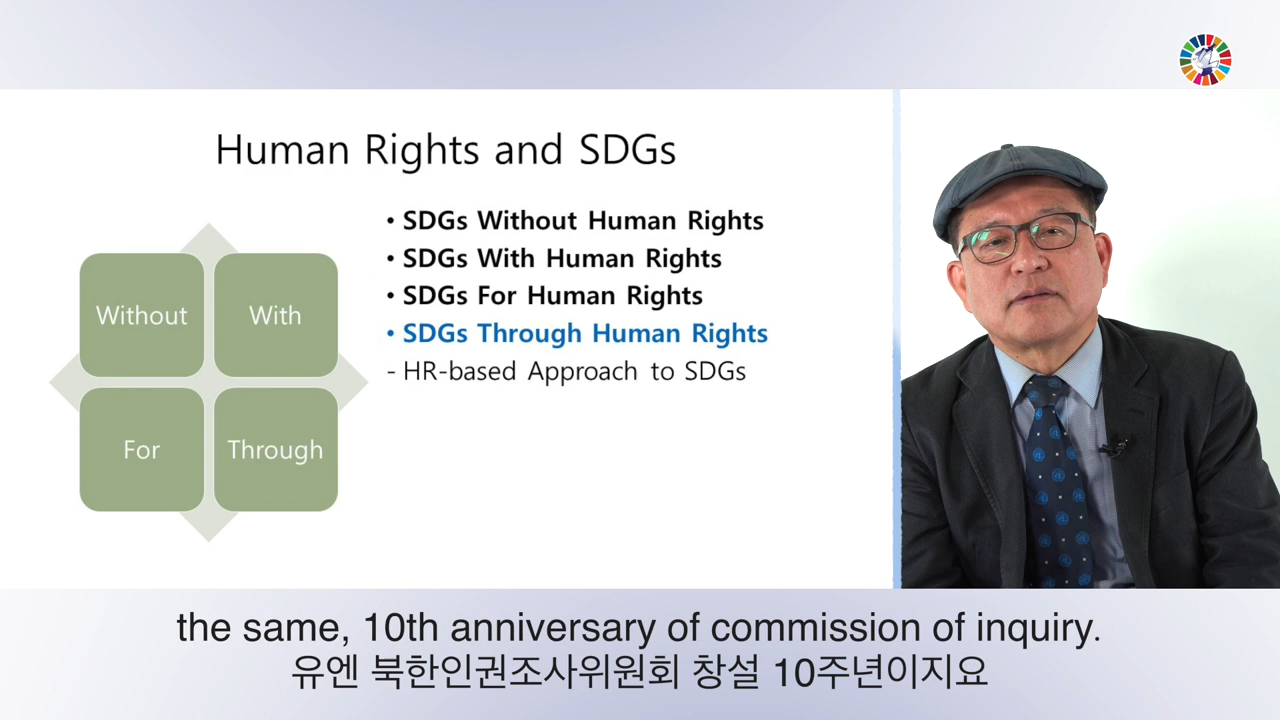 Human Rights and SDGs
Without
With
For
Through
• SDGs Without Human Rights
• SDGs With Human Rights
• SDGs For Human Rights
• SDGs Through Human Rights
- HR-based Approach to SDGs
the same, 10th anniversary of commission of inquiry.
유엔 북한인권조사위원회 창설 10주년이지요